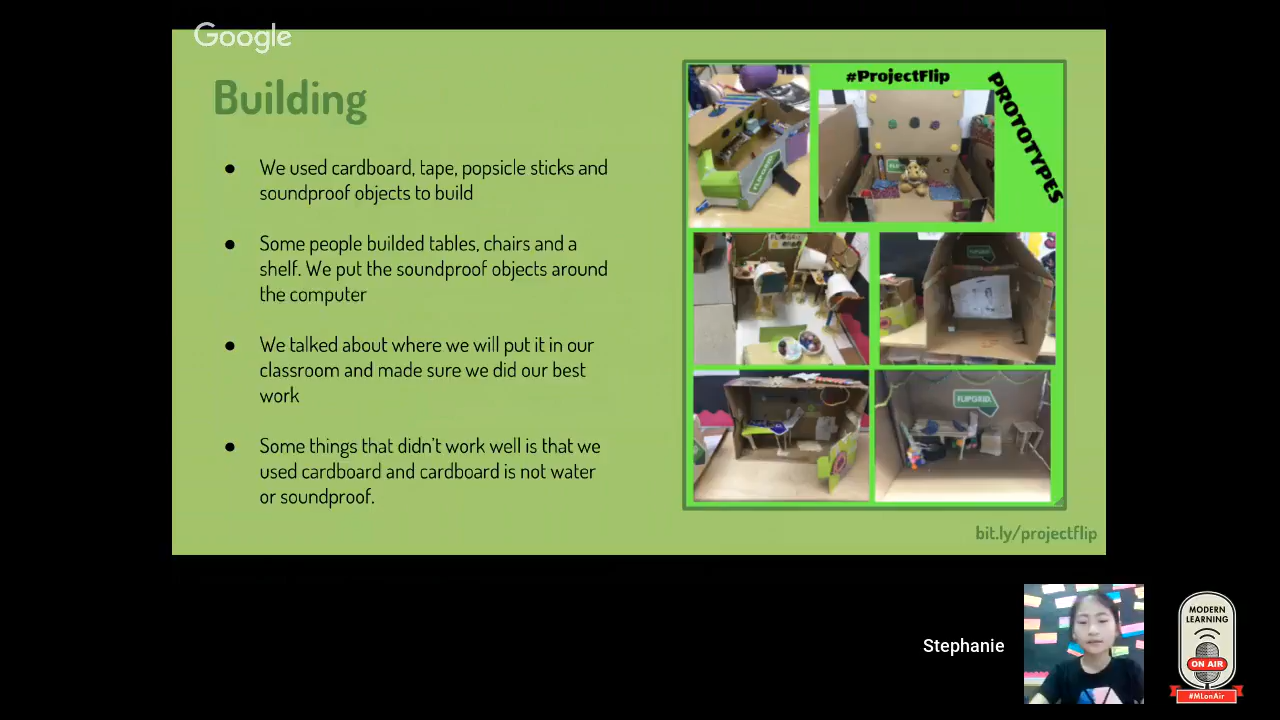 Google
Building
● We used cardboard, tape, popsicle sticks and
soundproof objects to build
● Some people builded tables, chairs and a
shelf. We put the soundproof objects around
the computer
● We talked about where we will put it in our
classroom and made sure we did our best
work
● Some things that didn't work well is that we
used cardboard and cardboard is not water
or soundproof.
#ProjectFlip
PROTOTYPES
FLIPGRID
FLIPGRID
bit.ly/projectflip
Stephanie
MODERN
LEARNING
ON AIR
#MLonAir